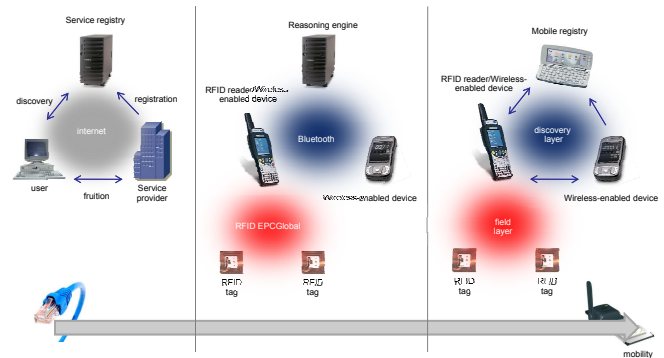 Service registry
discovery
registration
internet
user
fruition
Service
provider
Reasoning engine
RFID reader/Wireless-
enabled device
Bluetooth
Wireless-enabled device
RFID EPCGlobal
RFID
tag
RFID
tag
Mobile registry
RFID reader/Wireless-
enabled device
discovery
layer
Wireless-enabled device
field
layer
RFID
tag
RFID
tag
mobility